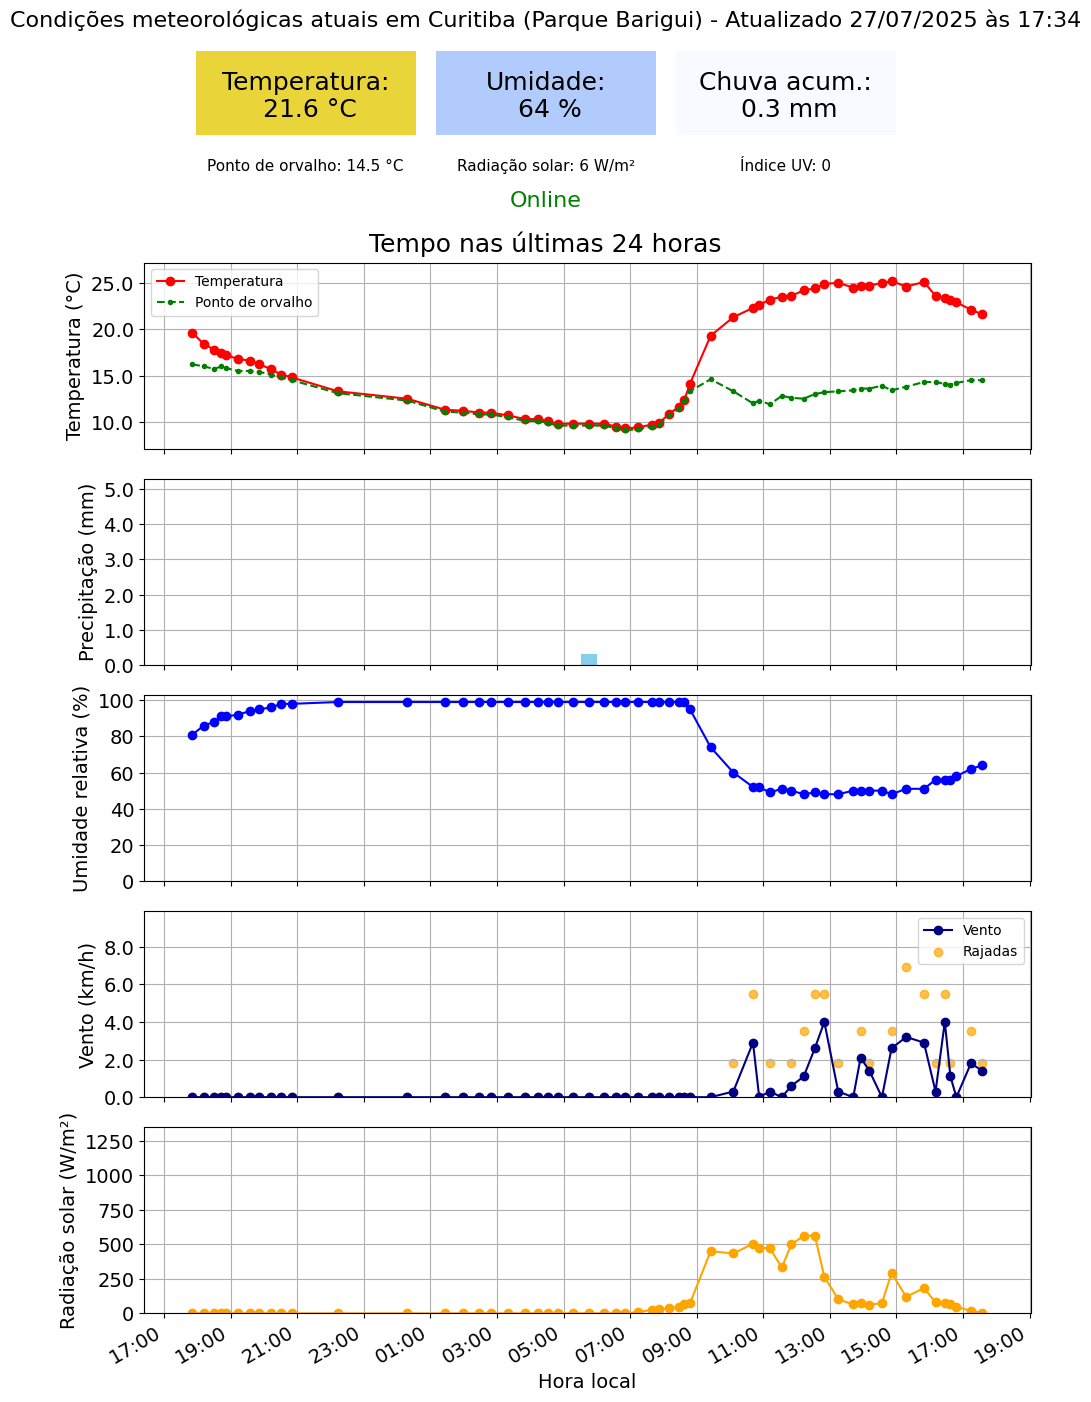 Condições meteorológicas atuais em Curitiba (Parque Barigui) - Atualizado 27/07/2025 às 17:34
Temperatura:
21.6 °C
Umidade:
64 %
Chuva acum.:
0.3 mm
Ponto de orvalho: 14.5 °C
Radiação solar: 6 W/m²
Índice UV: 0
Online
Tempo nas últimas 24 horas
Temperatura (°C)
25.0
20.0
15.0
10.0
Temperatura
Ponto de orvalho
Precipitação (mm)
5.0
4.0
3.0
2.0
1.0
0.0
Umidade relativa (%)
100
80
60
40
20
0
Vento (km/h)
8.0
6.0
4.0
2.0
0.0
Vento
Rajadas
Radiação solar (W/m²)
1250
1000
750
500
250
0
17:00
19:00
21:00
23:00
01:00
03:00
05:00
07:00
09:00
11:00
13:00
15:00
17:00
19:00
Hora local